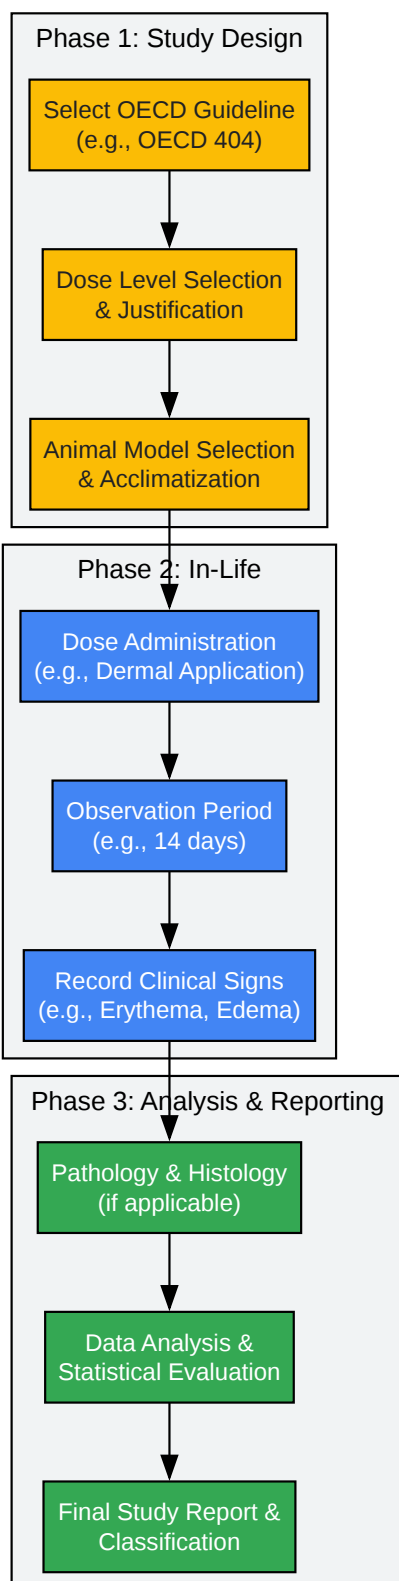 Phase 1: Study Design
Select OECD Guideline
(e.g., OECD 404)
Dose Level Selection
& Justification
Animal Model Selection
& Acclimatization
Phase 2: In-Life
Dose Administration
(e.g., Dermal Application)
Observation Period
(e.g., 14 days)
Record Clinical Signs
(e.g., Erythema, Edema)
Phase 3: Analysis & Reporting
Pathology & Histology
(if applicable)
Data Analysis &
Statistical Evaluation
Final Study Report &
Classification